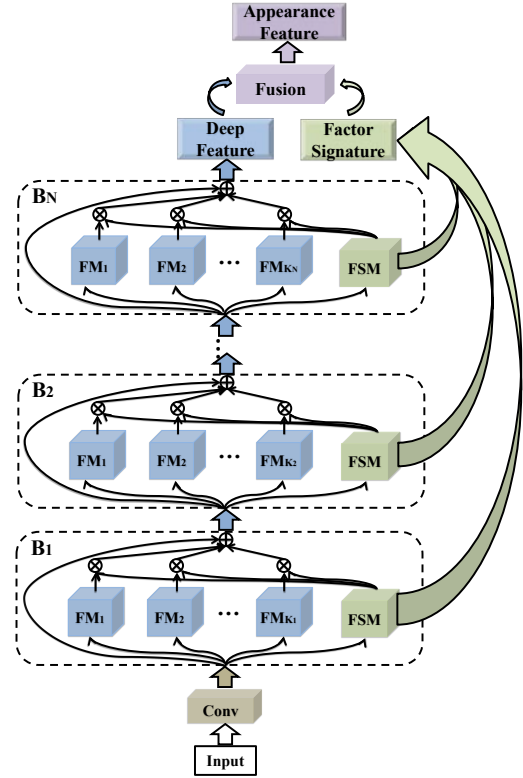 Appearance
Feature
Fusion
Deep
Feature
Factor
Signature
BN
FM1 FM2 ... FMKN FSM
B2
FM1 FM2 ... FMK2 FSM
B1
FM1 FM2 ... FMK1 FSM
Conv
Input